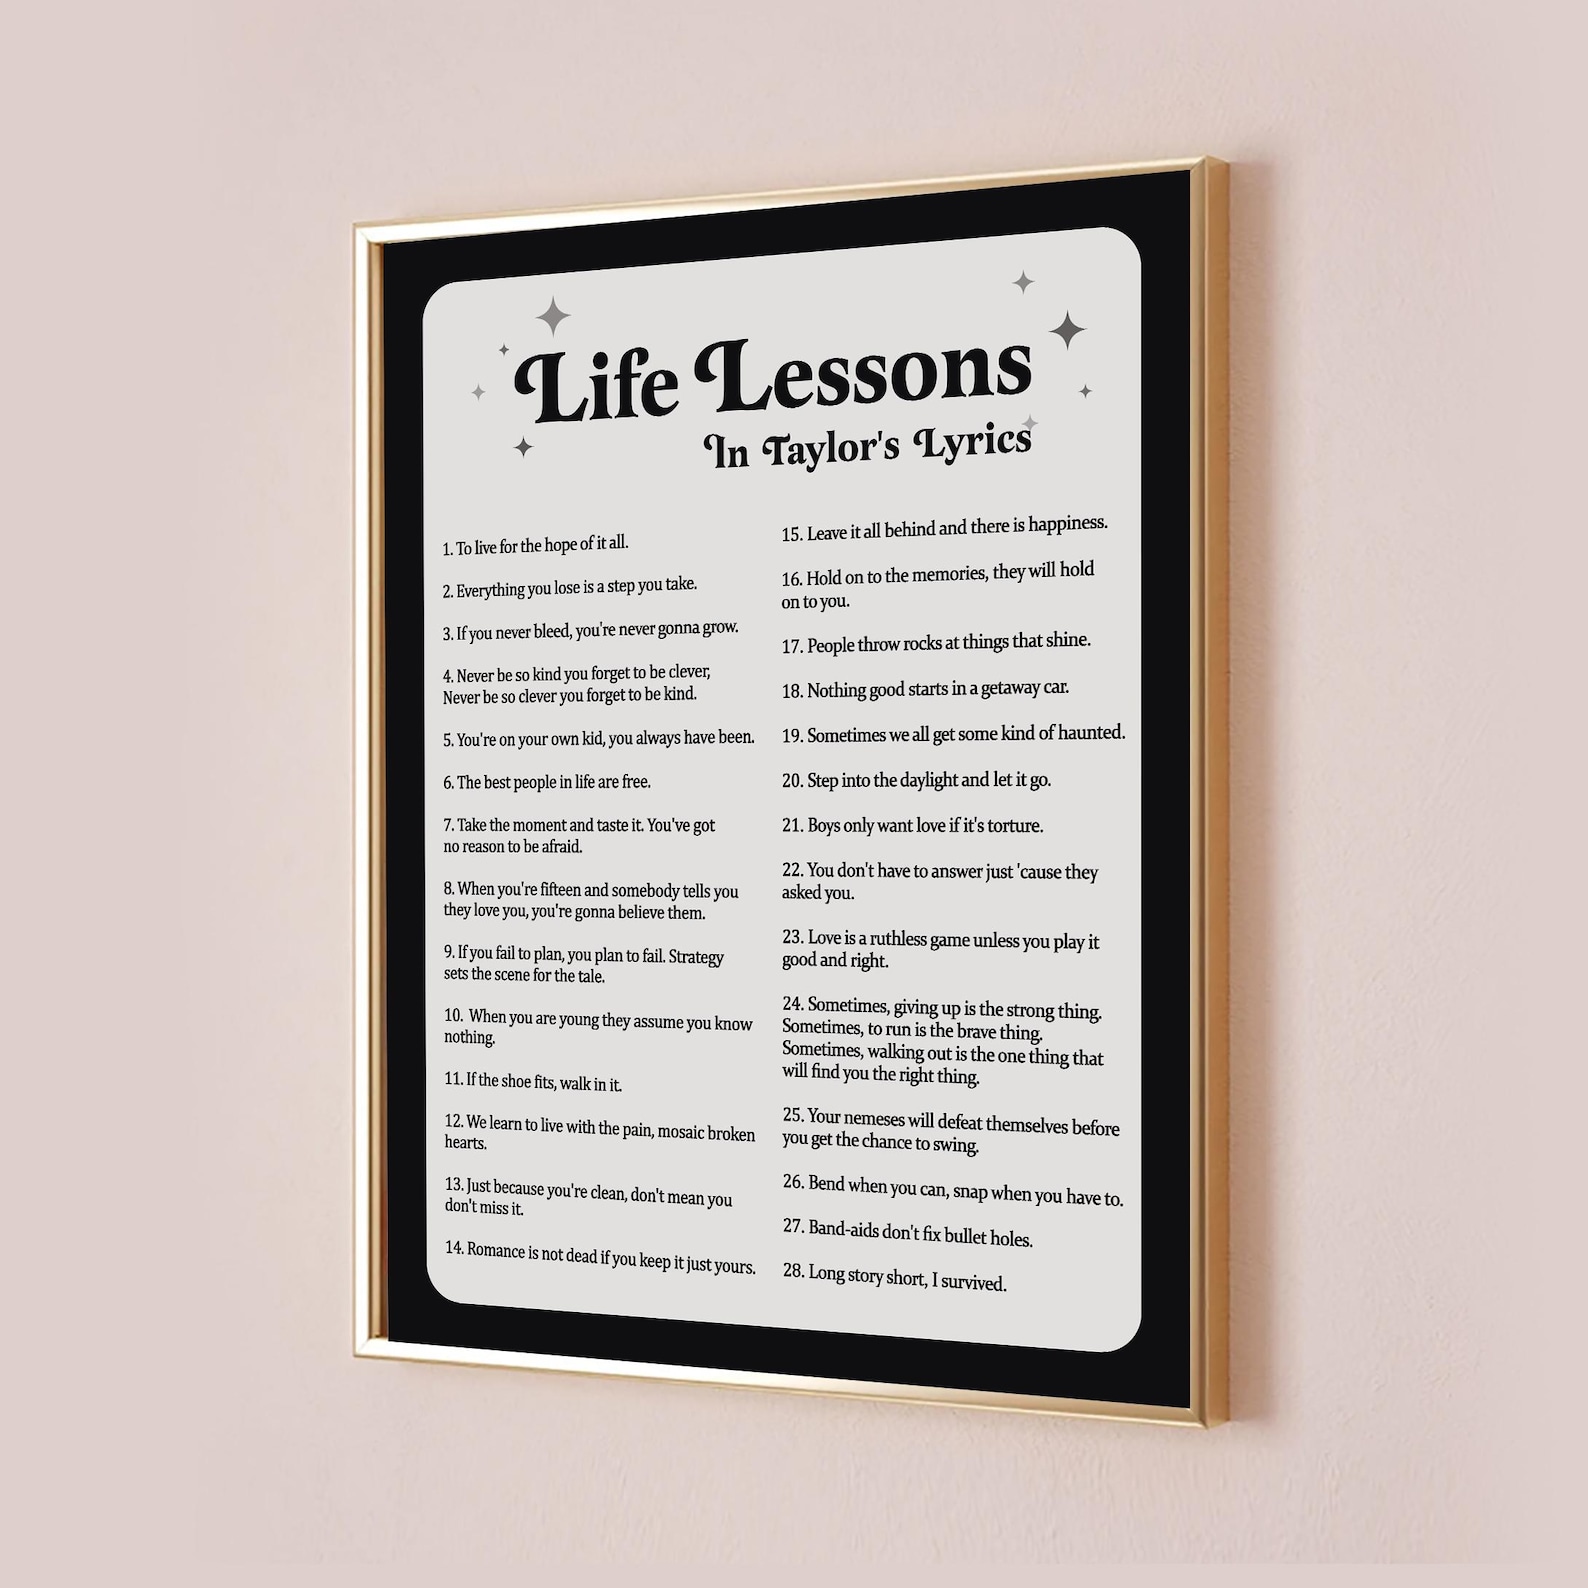 Life Lessons
In Taylor's Lyrics
1. To live for the hope of it all.
2. Everything you lose is a step you take.
3. If you never bleed, you're never gonna grow.
4. Never be so kind you forget to be clever,
Never be so clever you forget to be kind.
5. You're on your own kid, you always have been.
6. The best people in life are free.
7. Take the moment and taste it. You've got
no reason to be afraid.
8. When you're fifteen and somebody tells you
they love you, you're gonna believe them.
9. If you fail to plan, you plan to fail. Strategy
sets the scene for the tale.
10. When you are young they assume you know
nothing.
11. If the shoe fits, walk in it.
12. We learn to live with the pain, mosaic broken
hearts.
13. Just because you're clean, don't mean you
don't miss it.
14. Romance is not dead if you keep it just yours.
15. Leave it all behind and there is happiness.
16. Hold on to the memories, they will hold
on to you.
17. People throw rocks at things that shine.
18. Nothing good starts in a getaway car.
19. Sometimes we all get some kind of haunted.
20. Step into the daylight and let it go.
21. Boys only want love if it's torture.
22. You don't have to answer just 'cause they
asked you.
23. Love is a ruthless game unless you play it
good and right.
24. Sometimes, giving up is the strong thing.
Sometimes, to run is the brave thing.
Sometimes, walking out is the one thing that
will find you the right thing.
25. Your nemeses will defeat themselves before
you get the chance to swing.
26. Bend when you can, snap when you have to.
27. Band-aids don't fix bullet holes.
28. Long story short, I survived.